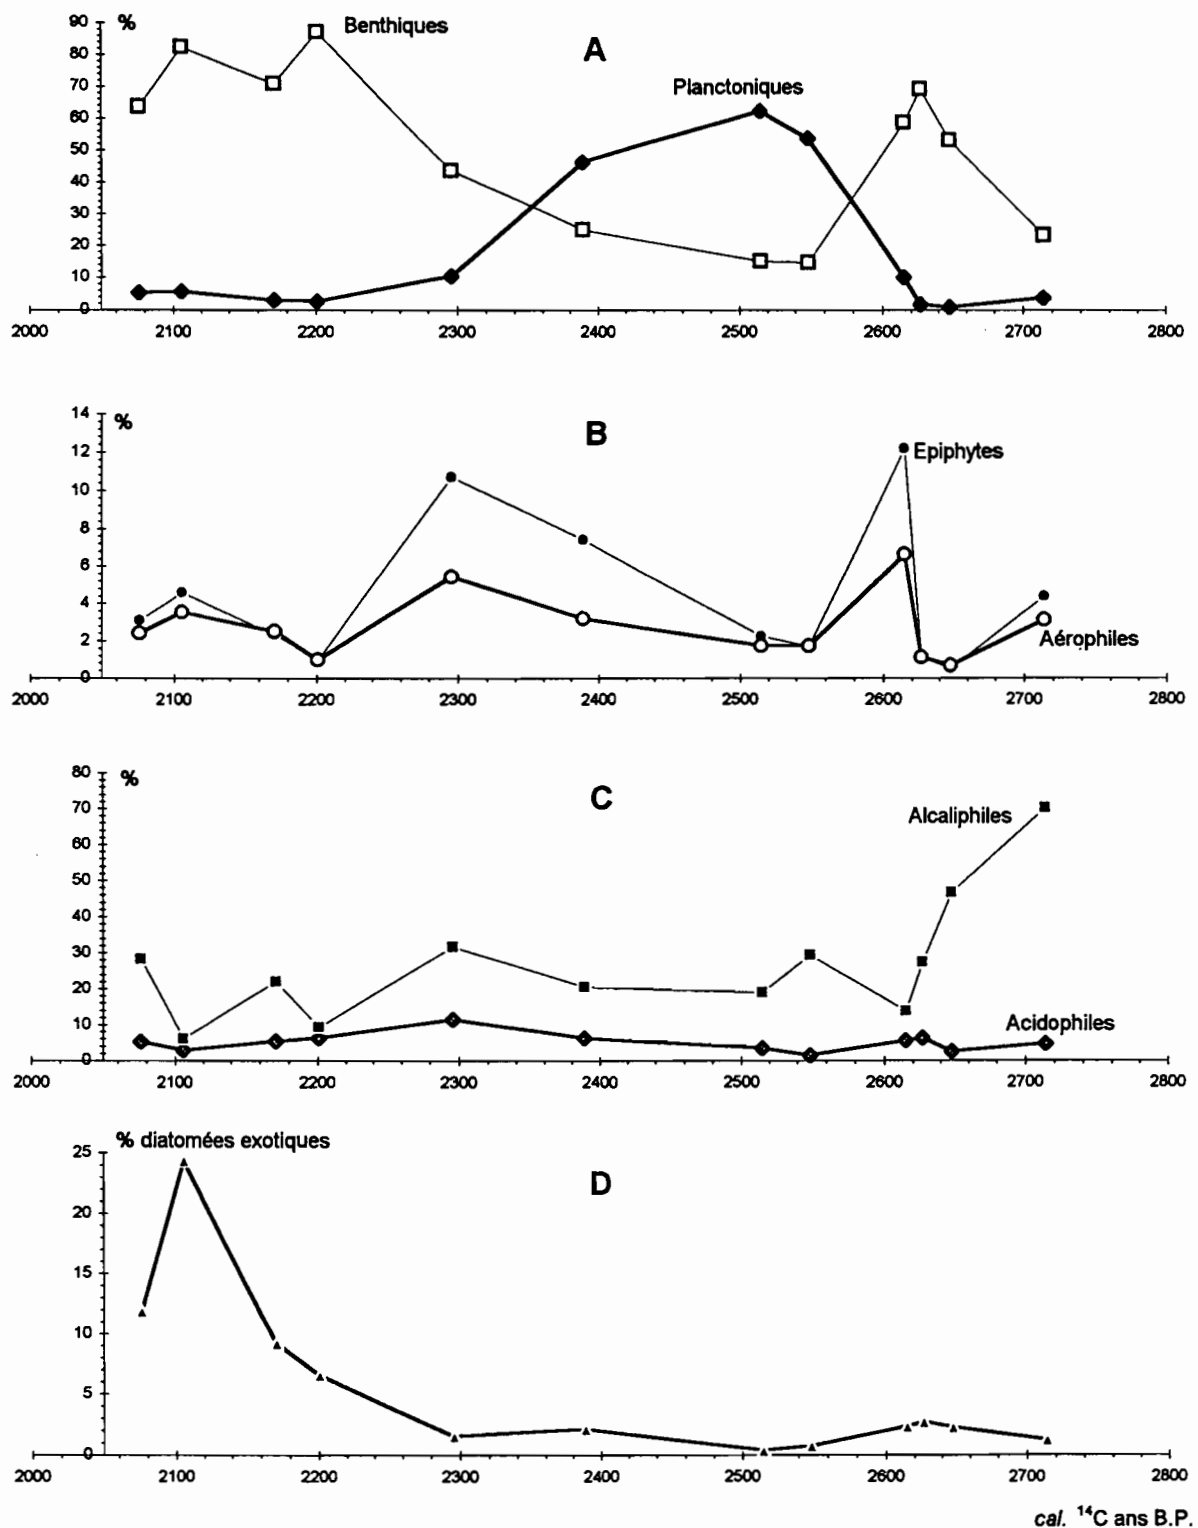 90 % Benthiques
A
80
70 Planctoniques
60
50
40
30
20
10
0
2000 2100 2200 2300 2400 2500 2600 2700 2800
14 %
B
12 Epiphytes
10
8
6
4
2 Aérophiles
0
2000 2100 2200 2300 2400 2500 2600 2700 2800
80 %
C
70 Alcaliphiles
60
50
40
30
20
10 Acidophiles
0
2000 2100 2200 2300 2400 2500 2600 2700 2800
% diatomées exotiques
25
D
20
15
10
5
0
2000 2100 2200 2300 2400 2500 2600 2700 2800
cal. ¹⁴C ans B.P.